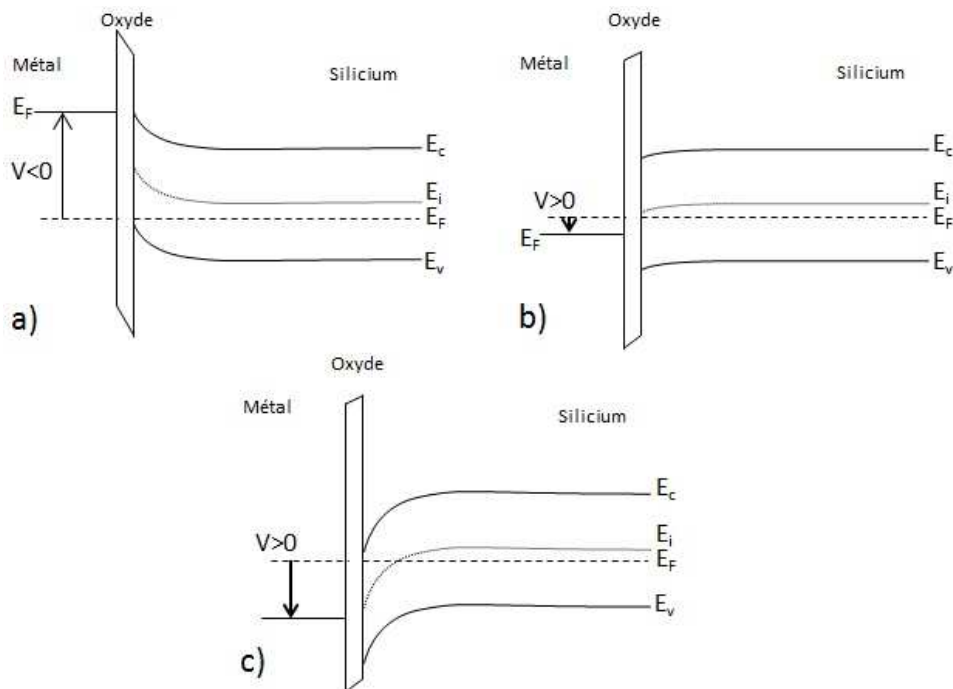 Oxyde
Métal
Silicium
E_F
V<0
E_c
E_i
E_F
E_v
a)
Oxyde
Métal
Silicium
E_c
V>0
E_i
E_F
E_F
E_v
b)
Oxyde
Métal
Silicium
E_c
V>0
E_i
E_F
E_v
c)